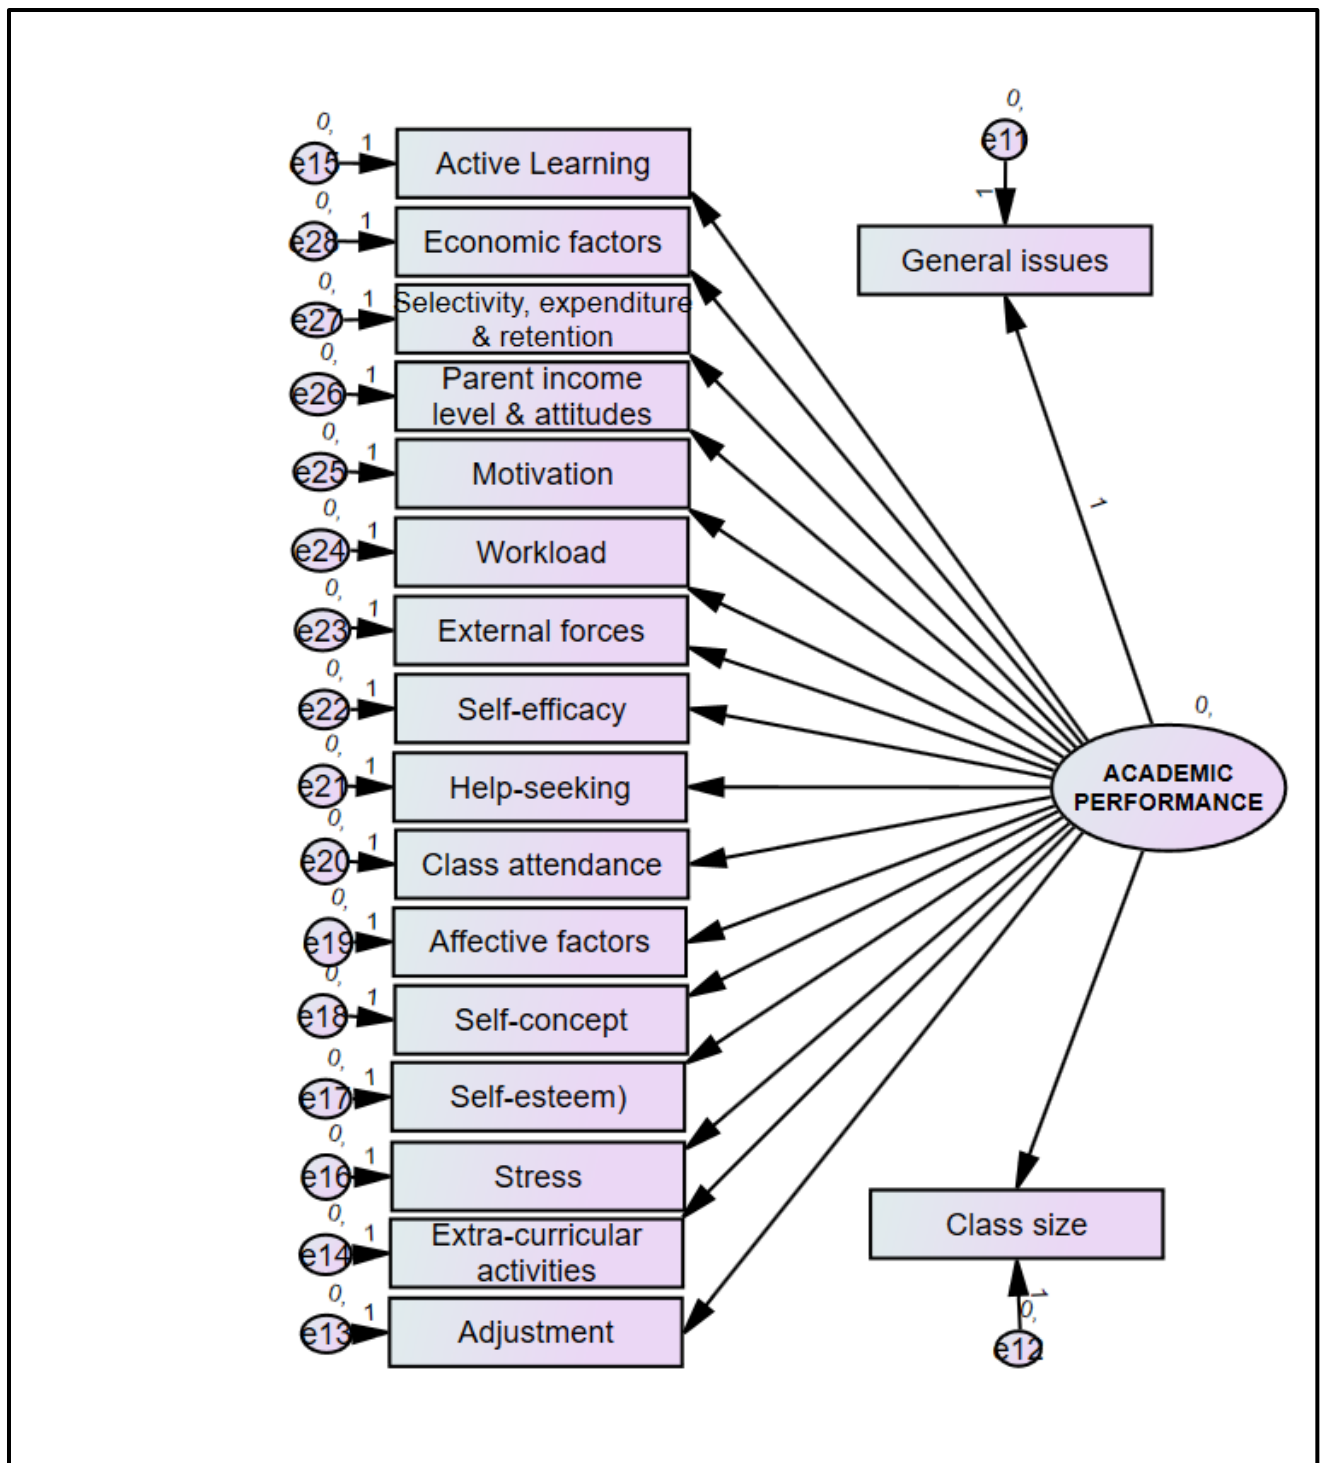 0,
e15
1
Active Learning
0,
e28
1
Economic factors
0,
e27
1
Selectivity, expenditure
& retention
0,
e26
1
Parent income
level & attitudes
0,
e25
1
Motivation
0,
e24
1
Workload
0,
e23
1
External forces
0,
e22
1
Self-efficacy
0,
e21
1
Help-seeking
0,
e20
1
Class attendance
0,
e19
1
Affective factors
0,
e18
1
Self-concept
0,
e17
1
Self-esteem)
0,
e16
1
Stress
0,
e14
1
Extra-curricular
activities
0,
e13
1
Adjustment
0,
e11
1
General issues
1
0,
ACADEMIC
PERFORMANCE
Class size
1
0,
e12